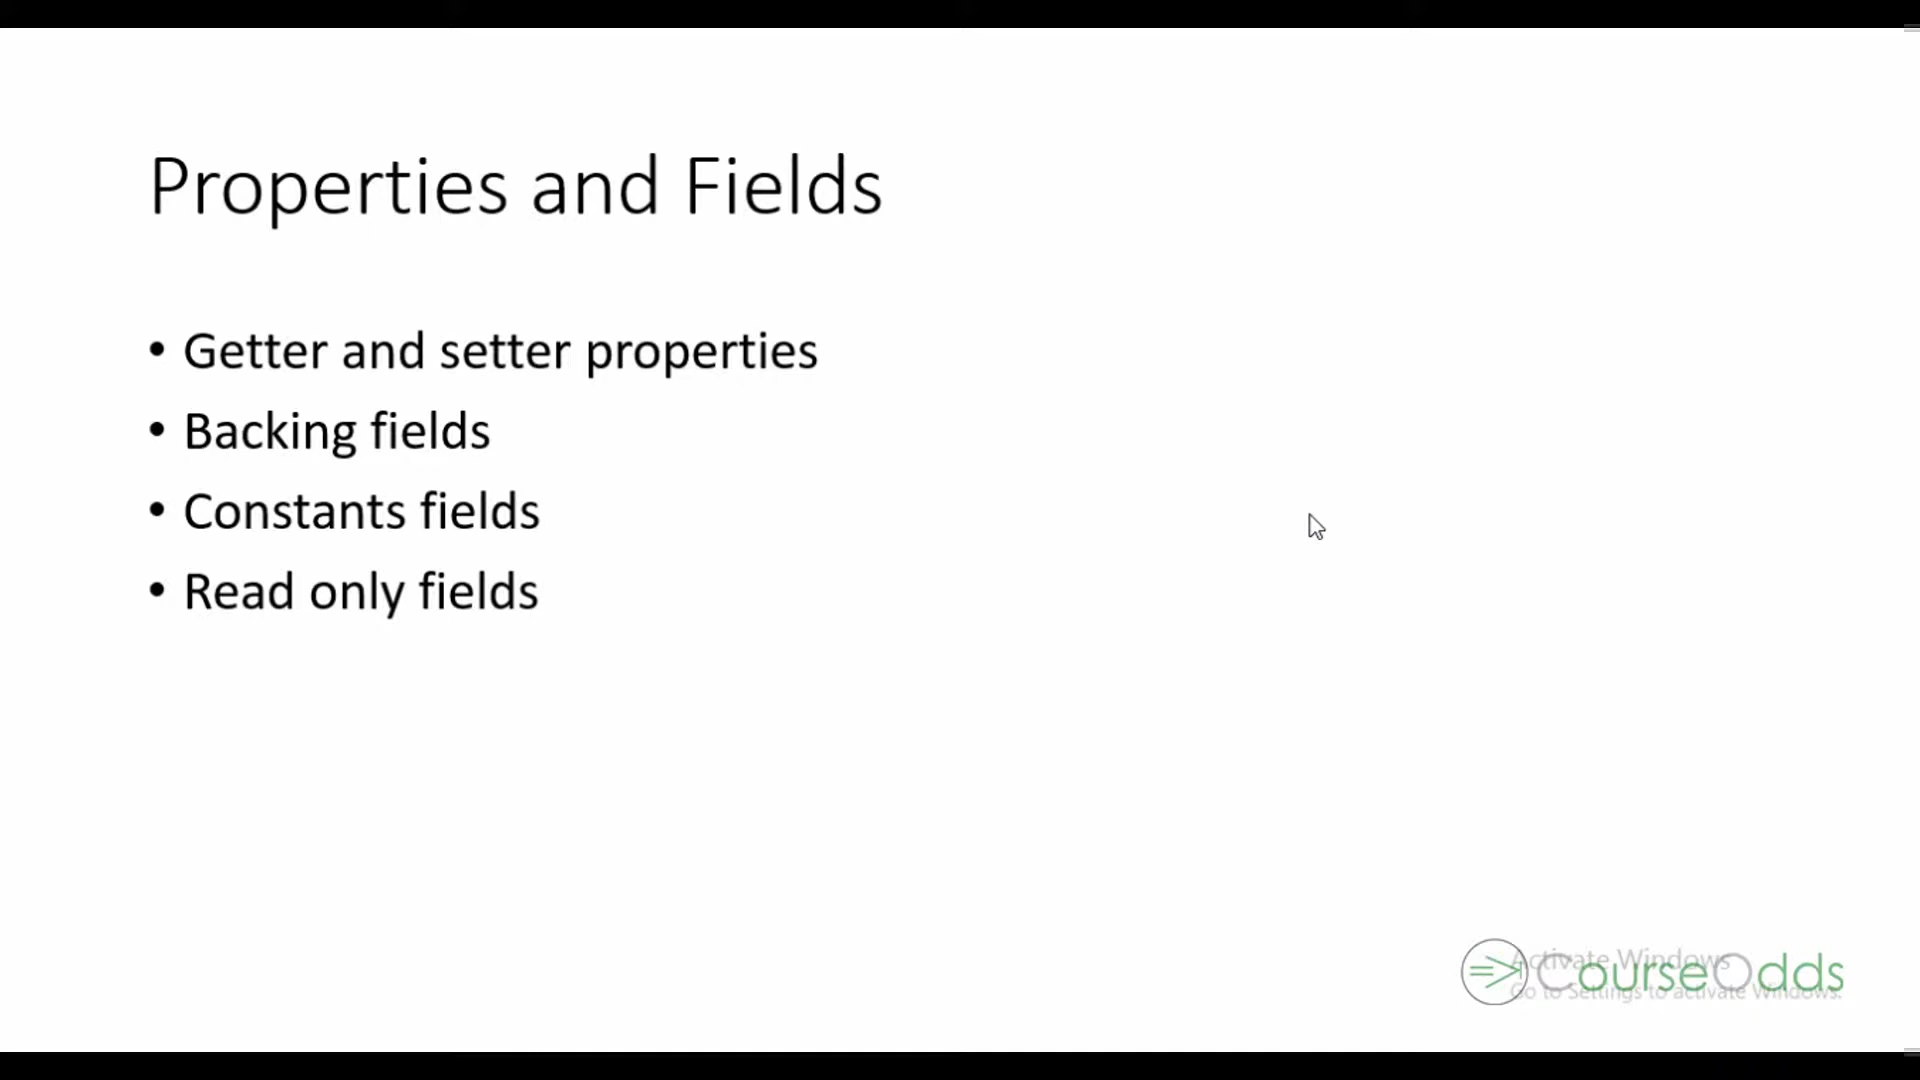 Properties and Fields
• Getter and setter properties
• Backing fields
• Constants fields
• Read only fields
Activate Windows
CourseOdds
Go to Settings to activate Windows.